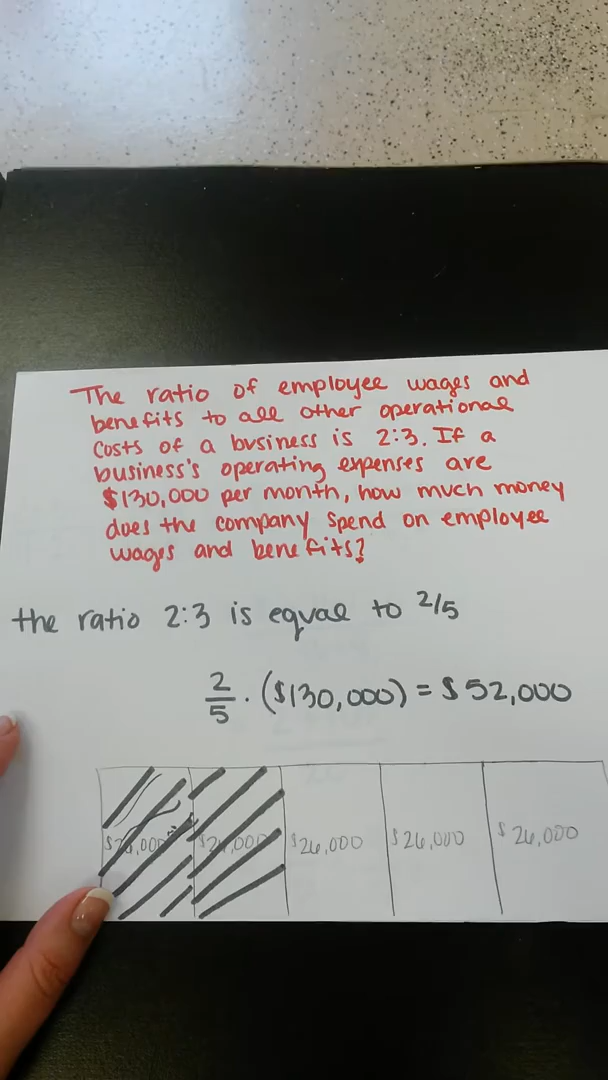 The ratio of employee wages and
benefits to all other operational
costs of a business is 2:3. If a
business's operating expenses are
$130,000 per month, how much money
does the company spend on employee
wages and benefits?
the ratio 2:3 is equal to 2/5
2/5 · ($130,000) = $52,000
$26,000 $26,000 $26,000